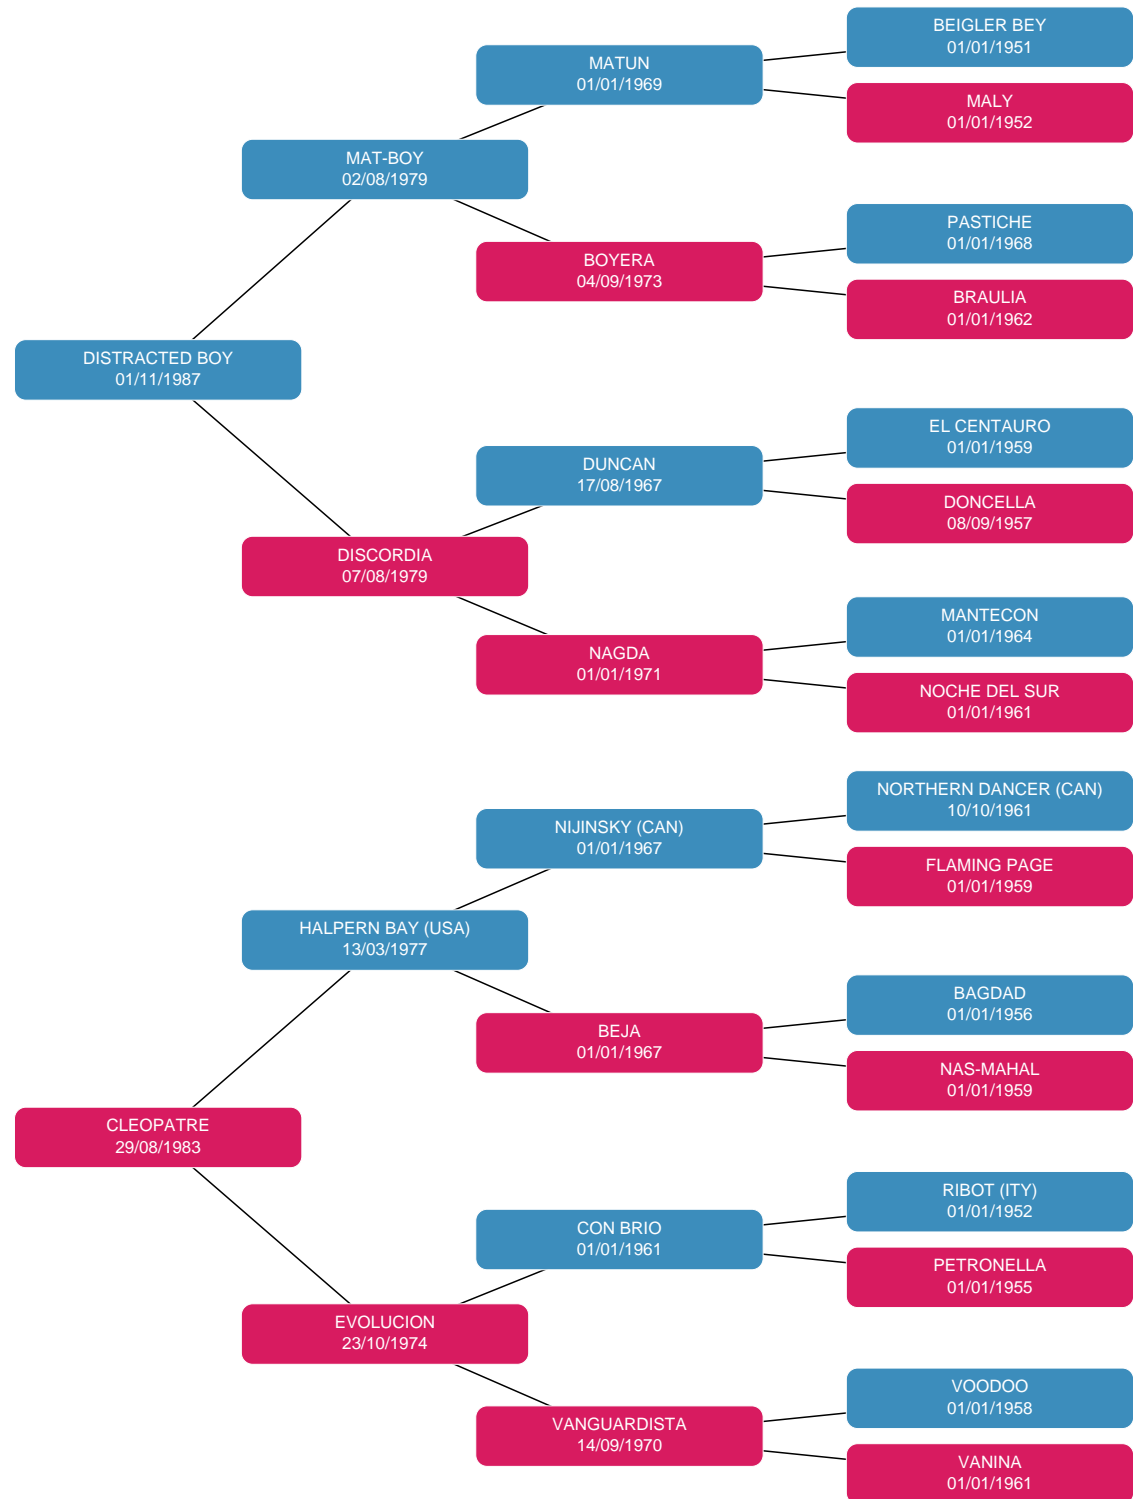 BEIGLER BEY
01/01/1951
MATUN
01/01/1969
MALY
01/01/1952
MAT-BOY
02/08/1979
PASTICHE
01/01/1968
BOYERA
04/09/1973
BRAULIA
01/01/1962
DISTRACTED BOY
01/11/1987
EL CENTAURO
01/01/1959
DUNCAN
17/08/1967
DONCELLA
08/09/1957
DISCORDIA
07/08/1979
MANTECON
01/01/1964
NAGDA
01/01/1971
NOCHE DEL SUR
01/01/1961
NORTHERN DANCER (CAN)
10/10/1961
NIJINSKY (CAN)
01/01/1967
FLAMING PAGE
01/01/1959
HALPERN BAY (USA)
13/03/1977
BAGDAD
01/01/1956
BEJA
01/01/1967
NAS-MAHAL
01/01/1959
CLEOPATRE
29/08/1983
RIBOT (ITY)
01/01/1952
CON BRIO
01/01/1961
PETRONELLA
01/01/1955
EVOLUCION
23/10/1974
VOODOO
01/01/1958
VANGUARDISTA
14/09/1970
VANINA
01/01/1961